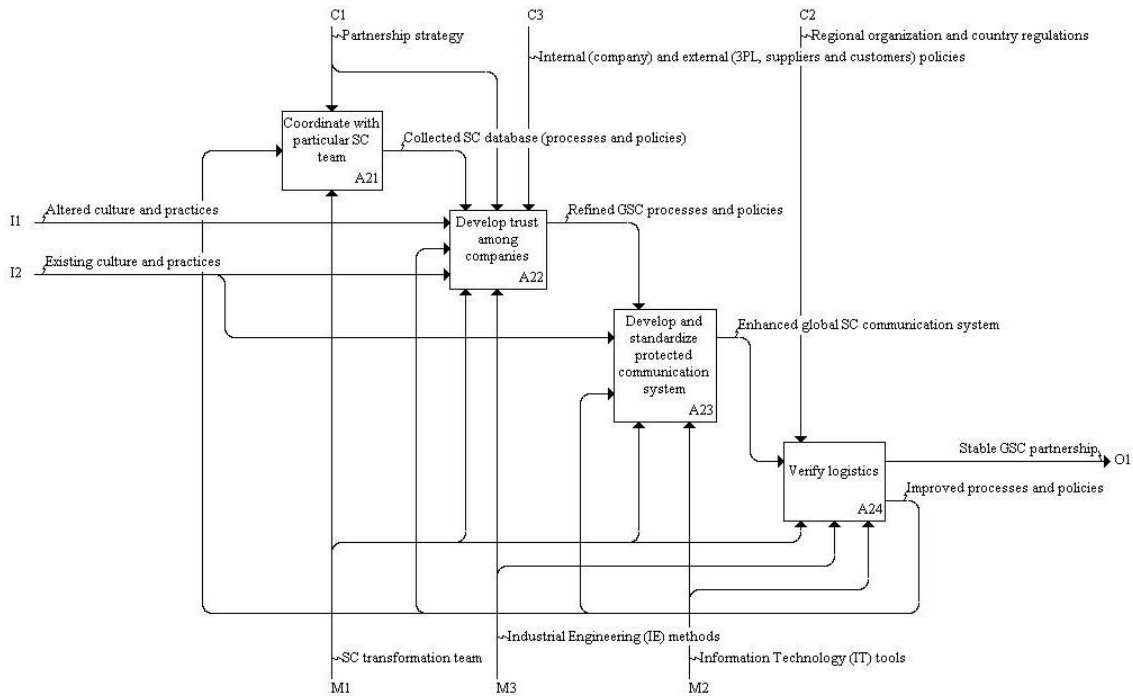 C1
C3
C2
Partnership strategy
Regional organization and country regulations
Internal (company) and external (3PL, suppliers and customers) policies
Coordinate with
particular SC
team
A21
Collected SC database (processes and policies)
I1
Altered culture and practices
Develop trust
among
companies
A22
Refined GSC processes and policies
I2
Existing culture and practices
Develop and
standardize
protected
communication
system
A23
Enhanced global SC communication system
Verify logistics
A24
Stable GSC partnership
O1
Improved processes and policies
Industrial Engineering (IE) methods
SC transformation team
Information Technology (IT) tools
M1
M3
M2